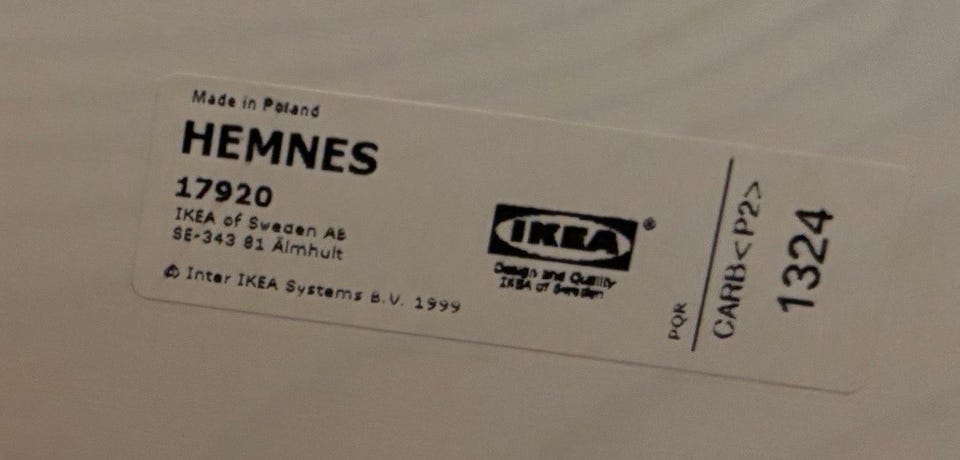 Made in Poland
HEMNES
17920
IKEA of Sweden AB
SE-343 81 Älmhult
© Inter IKEA Systems B.V. 1999
IKEA®
Design and Quality
IKEA of Sweden
PQR
CARB<P2>
1324